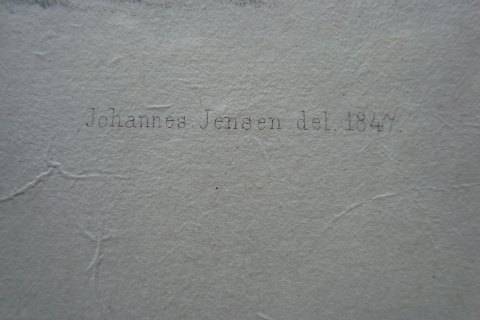 Johannes Jensen del. 1847.